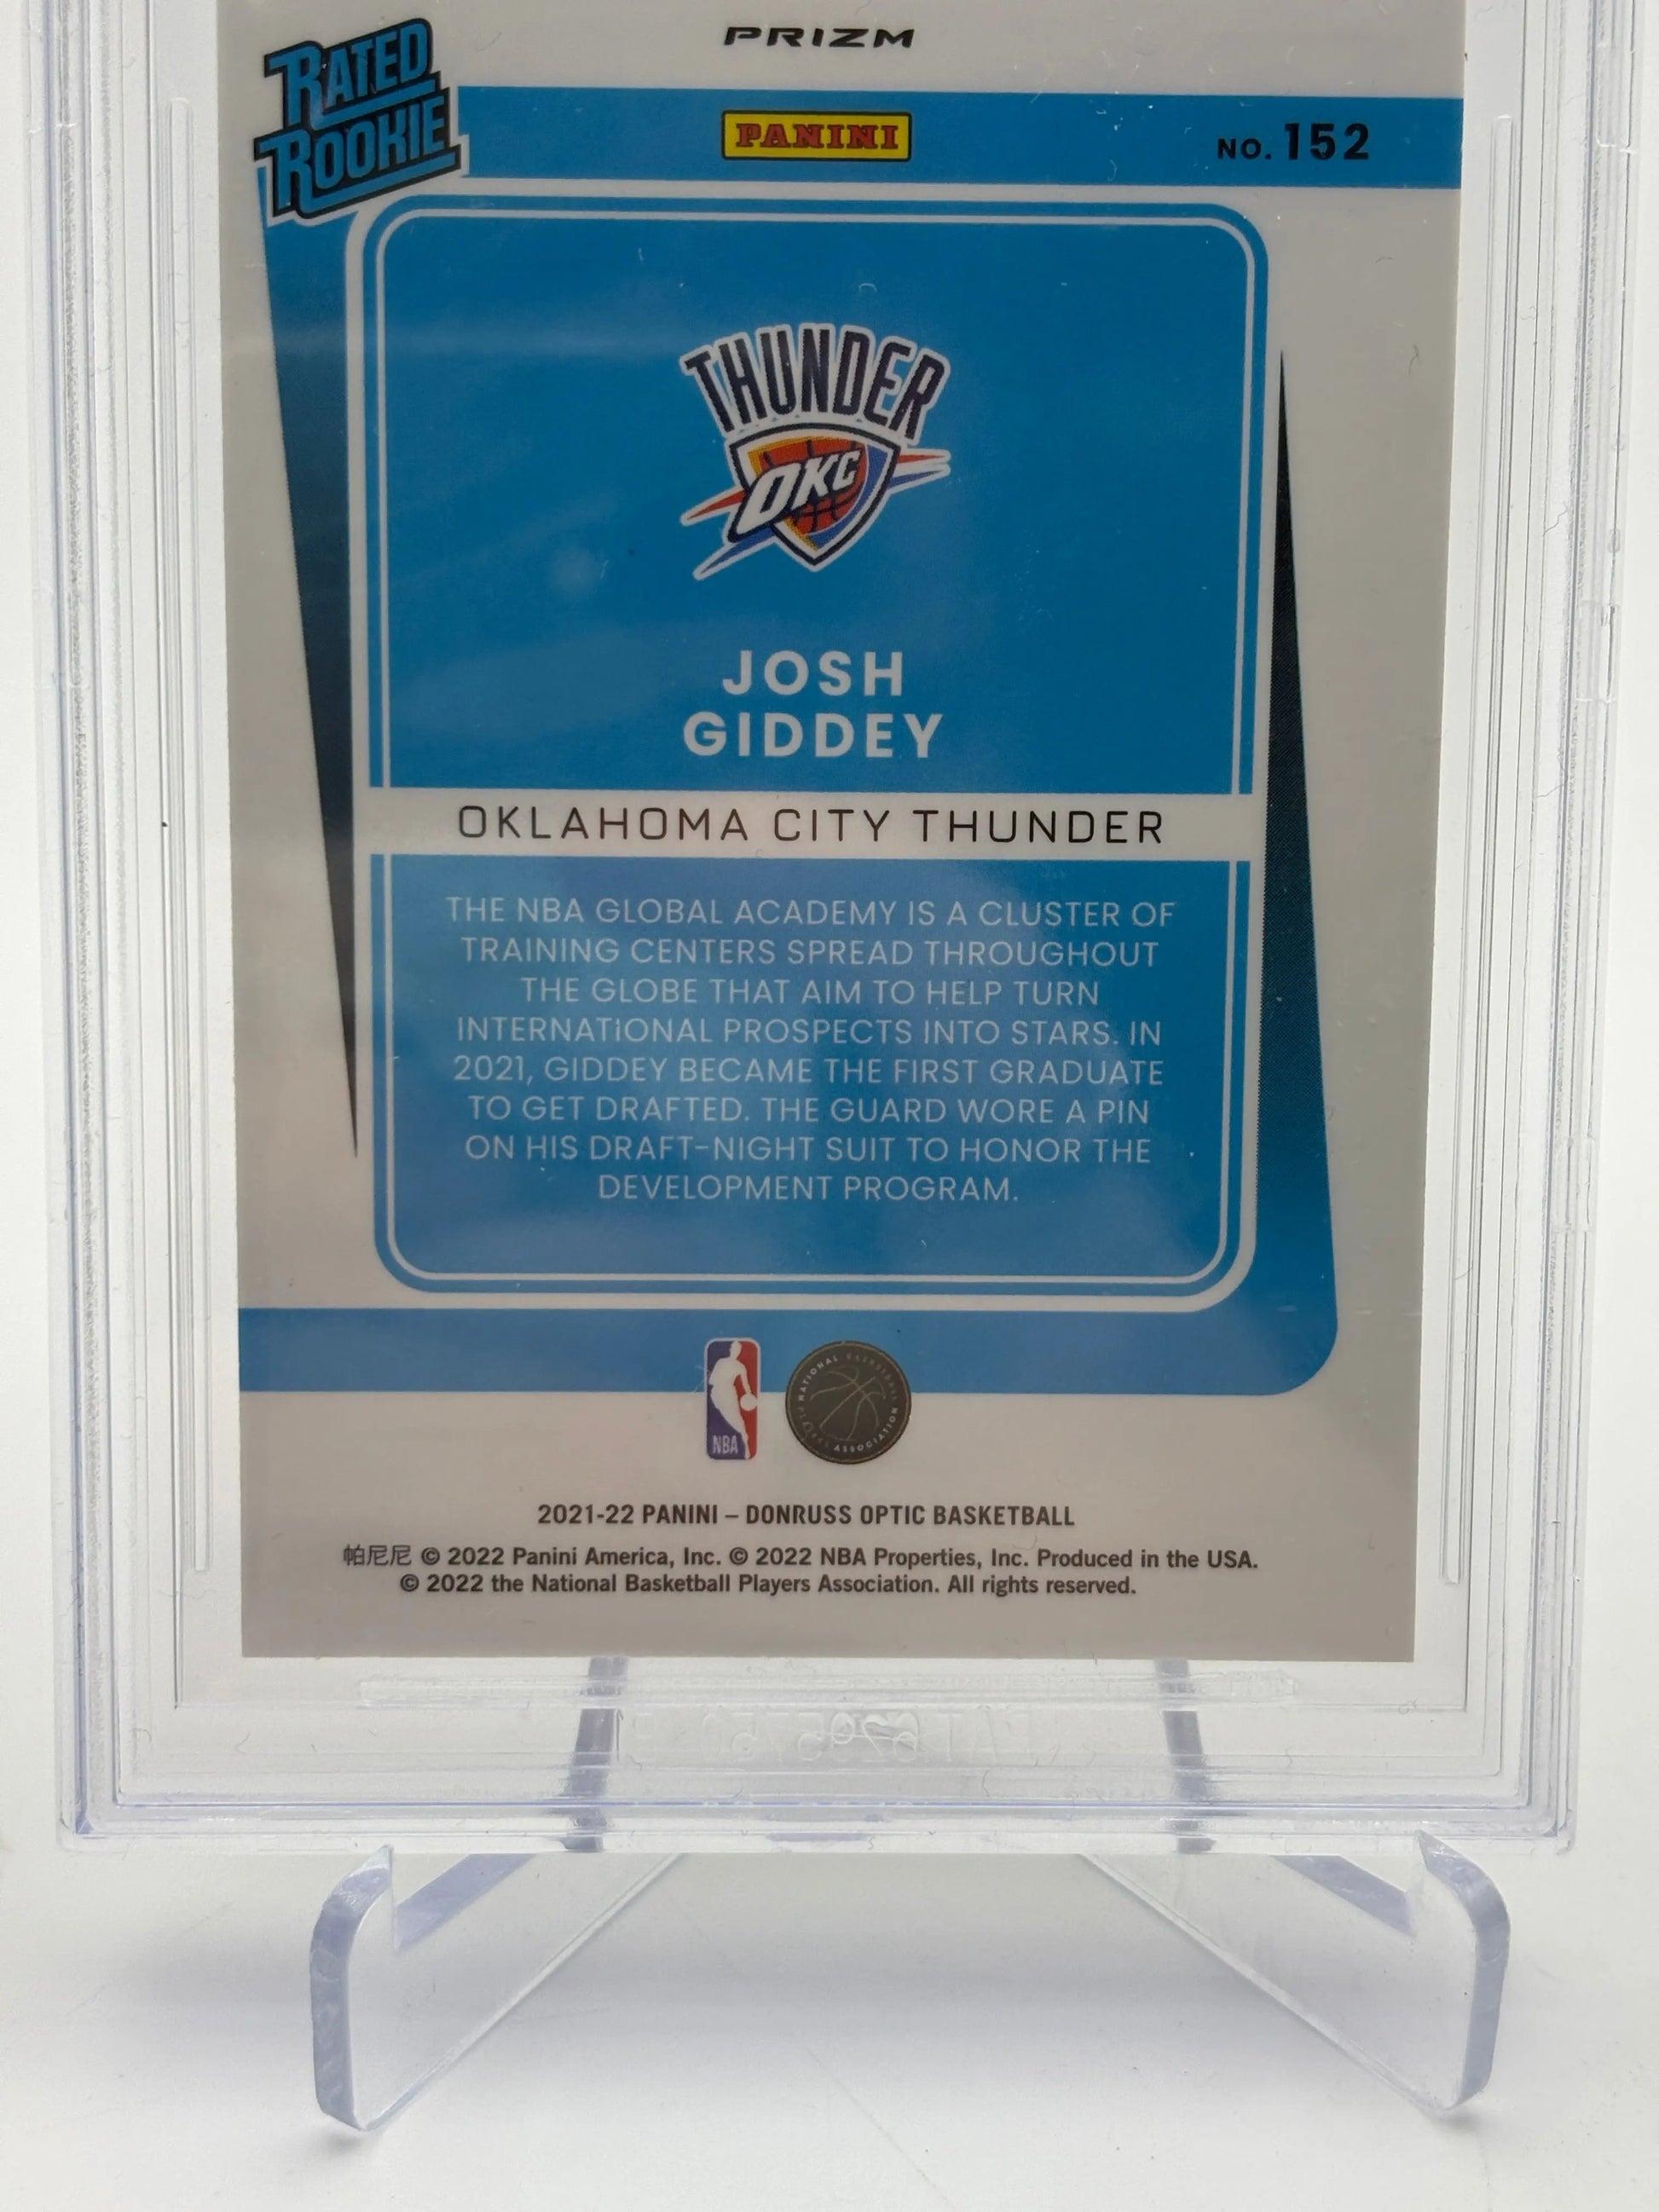 PRIZM
RATED
ROOKIE
PANINI
NO. 152
THUNDER
OKC
JOSH
GIDDEY
OKLAHOMA CITY THUNDER
THE NBA GLOBAL ACADEMY IS A CLUSTER OF
TRAINING CENTERS SPREAD THROUGHOUT
THE GLOBE THAT AIM TO HELP TURN
INTERNATIONAL PROSPECTS INTO STARS. IN
2021, GIDDEY BECAME THE FIRST GRADUATE
TO GET DRAFTED. THE GUARD WORE A PIN
ON HIS DRAFT-NIGHT SUIT TO HONOR THE
DEVELOPMENT PROGRAM.
NBA
NATIONAL BASKETBALL
PLAYERS ASSOCIATION
2021-22 PANINI – DONRUSS OPTIC BASKETBALL
帕尼尼 © 2022 Panini America, Inc. © 2022 NBA Properties, Inc. Produced in the USA.
© 2022 the National Basketball Players Association. All rights reserved.